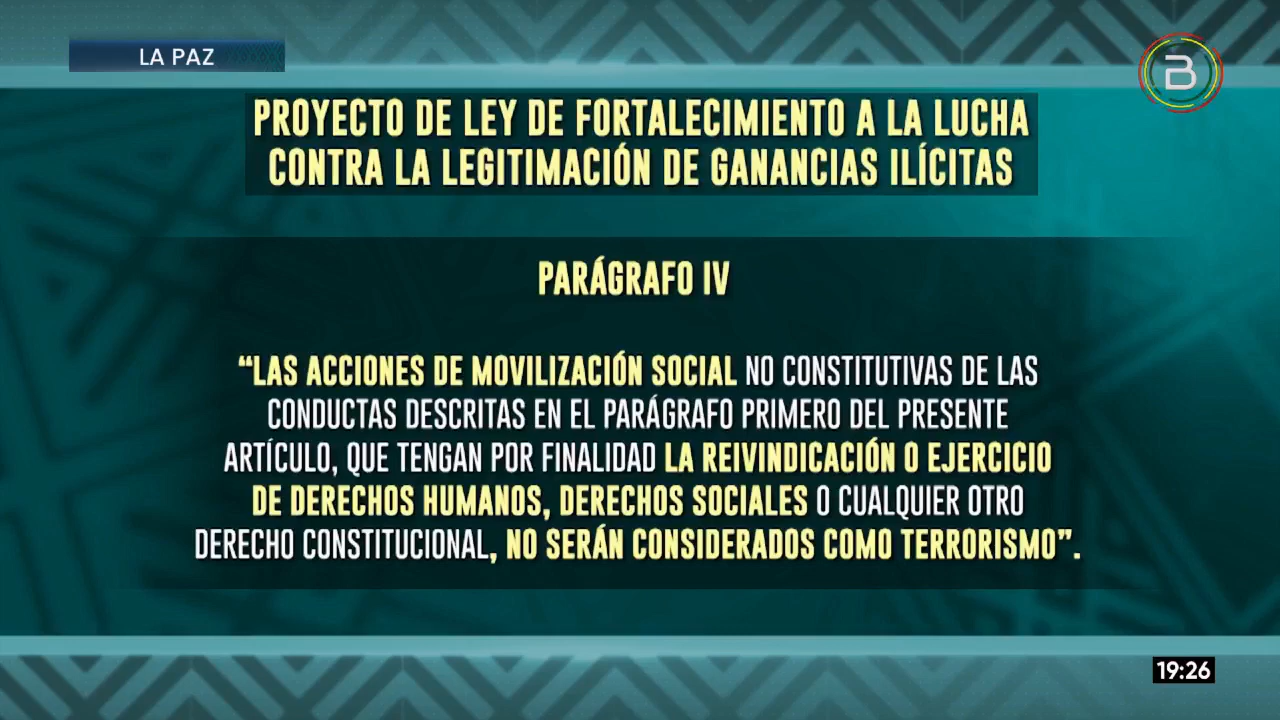 LA PAZ
B
PROYECTO DE LEY DE FORTALECIMIENTO A LA LUCHA
CONTRA LA LEGITIMACIÓN DE GANANCIAS ILÍCITAS
PARÁGRAFO IV
“LAS ACCIONES DE MOVILIZACIÓN SOCIAL NO CONSTITUTIVAS DE LAS
CONDUCTAS DESCRITAS EN EL PARÁGRAFO PRIMERO DEL PRESENTE
ARTÍCULO, QUE TENGAN POR FINALIDAD LA REIVINDICACIÓN O EJERCICIO
DE DERECHOS HUMANOS, DERECHOS SOCIALES O CUALQUIER OTRO
DERECHO CONSTITUCIONAL, NO SERÁN CONSIDERADOS COMO TERRORISMO”.
19:26